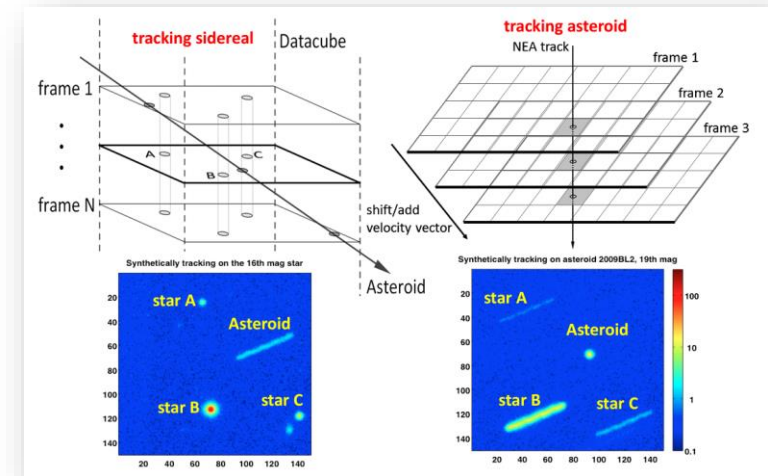 tracking sidereal
Datacube
frame 1
A
B
C
frame N
Asteroid
tracking asteroid
NEA track
frame 1
frame 2
frame 3
shift/add
velocity vector
Synthetically tracking on the 16th mag star
star A
Asteroid
star B
star C
20
40
60
80
100
120
140
20 40 60 80 100 120 140
Synthetically tracking on asteroid 2009BL2, 19th mag
star A
Asteroid
star B
star C
20
40
60
80
100
120
140
20 40 60 80 100 120 140
100
10
1
0.1